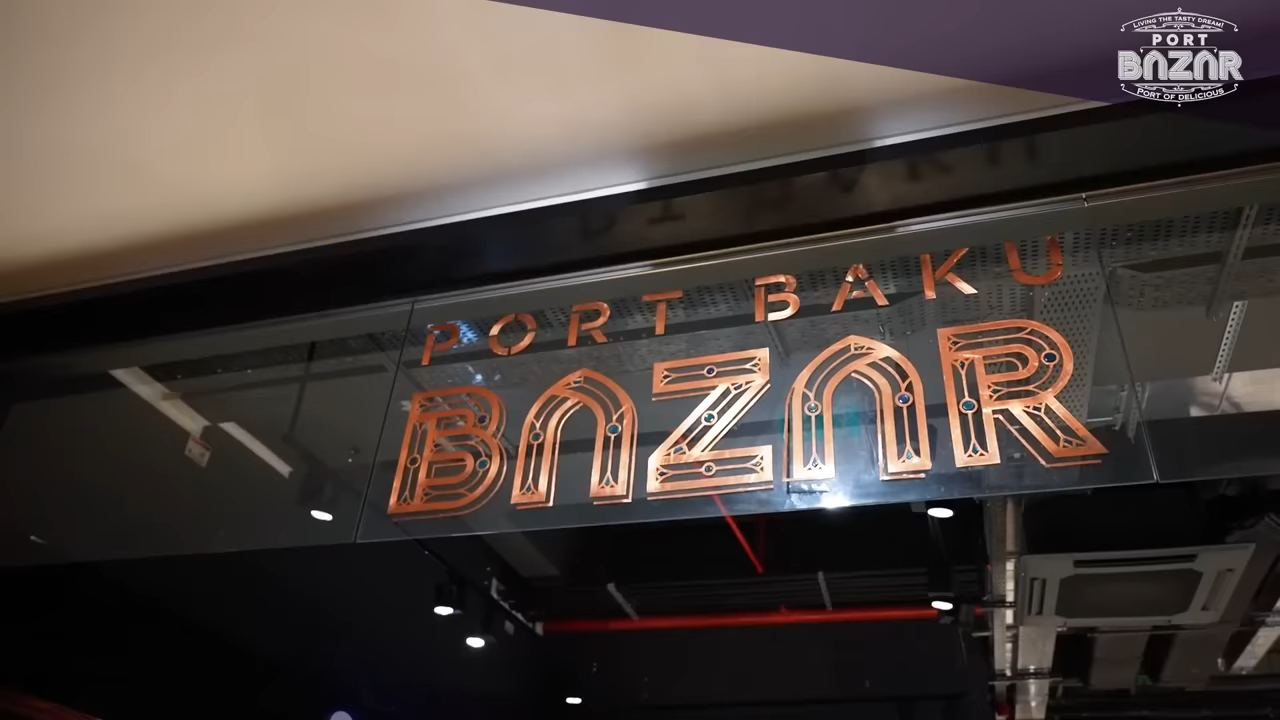 LIVING THE TASTY DREAM!
PORT
BAZAR
PORT OF DELICIOUS
PORT BAKU
BAZAR